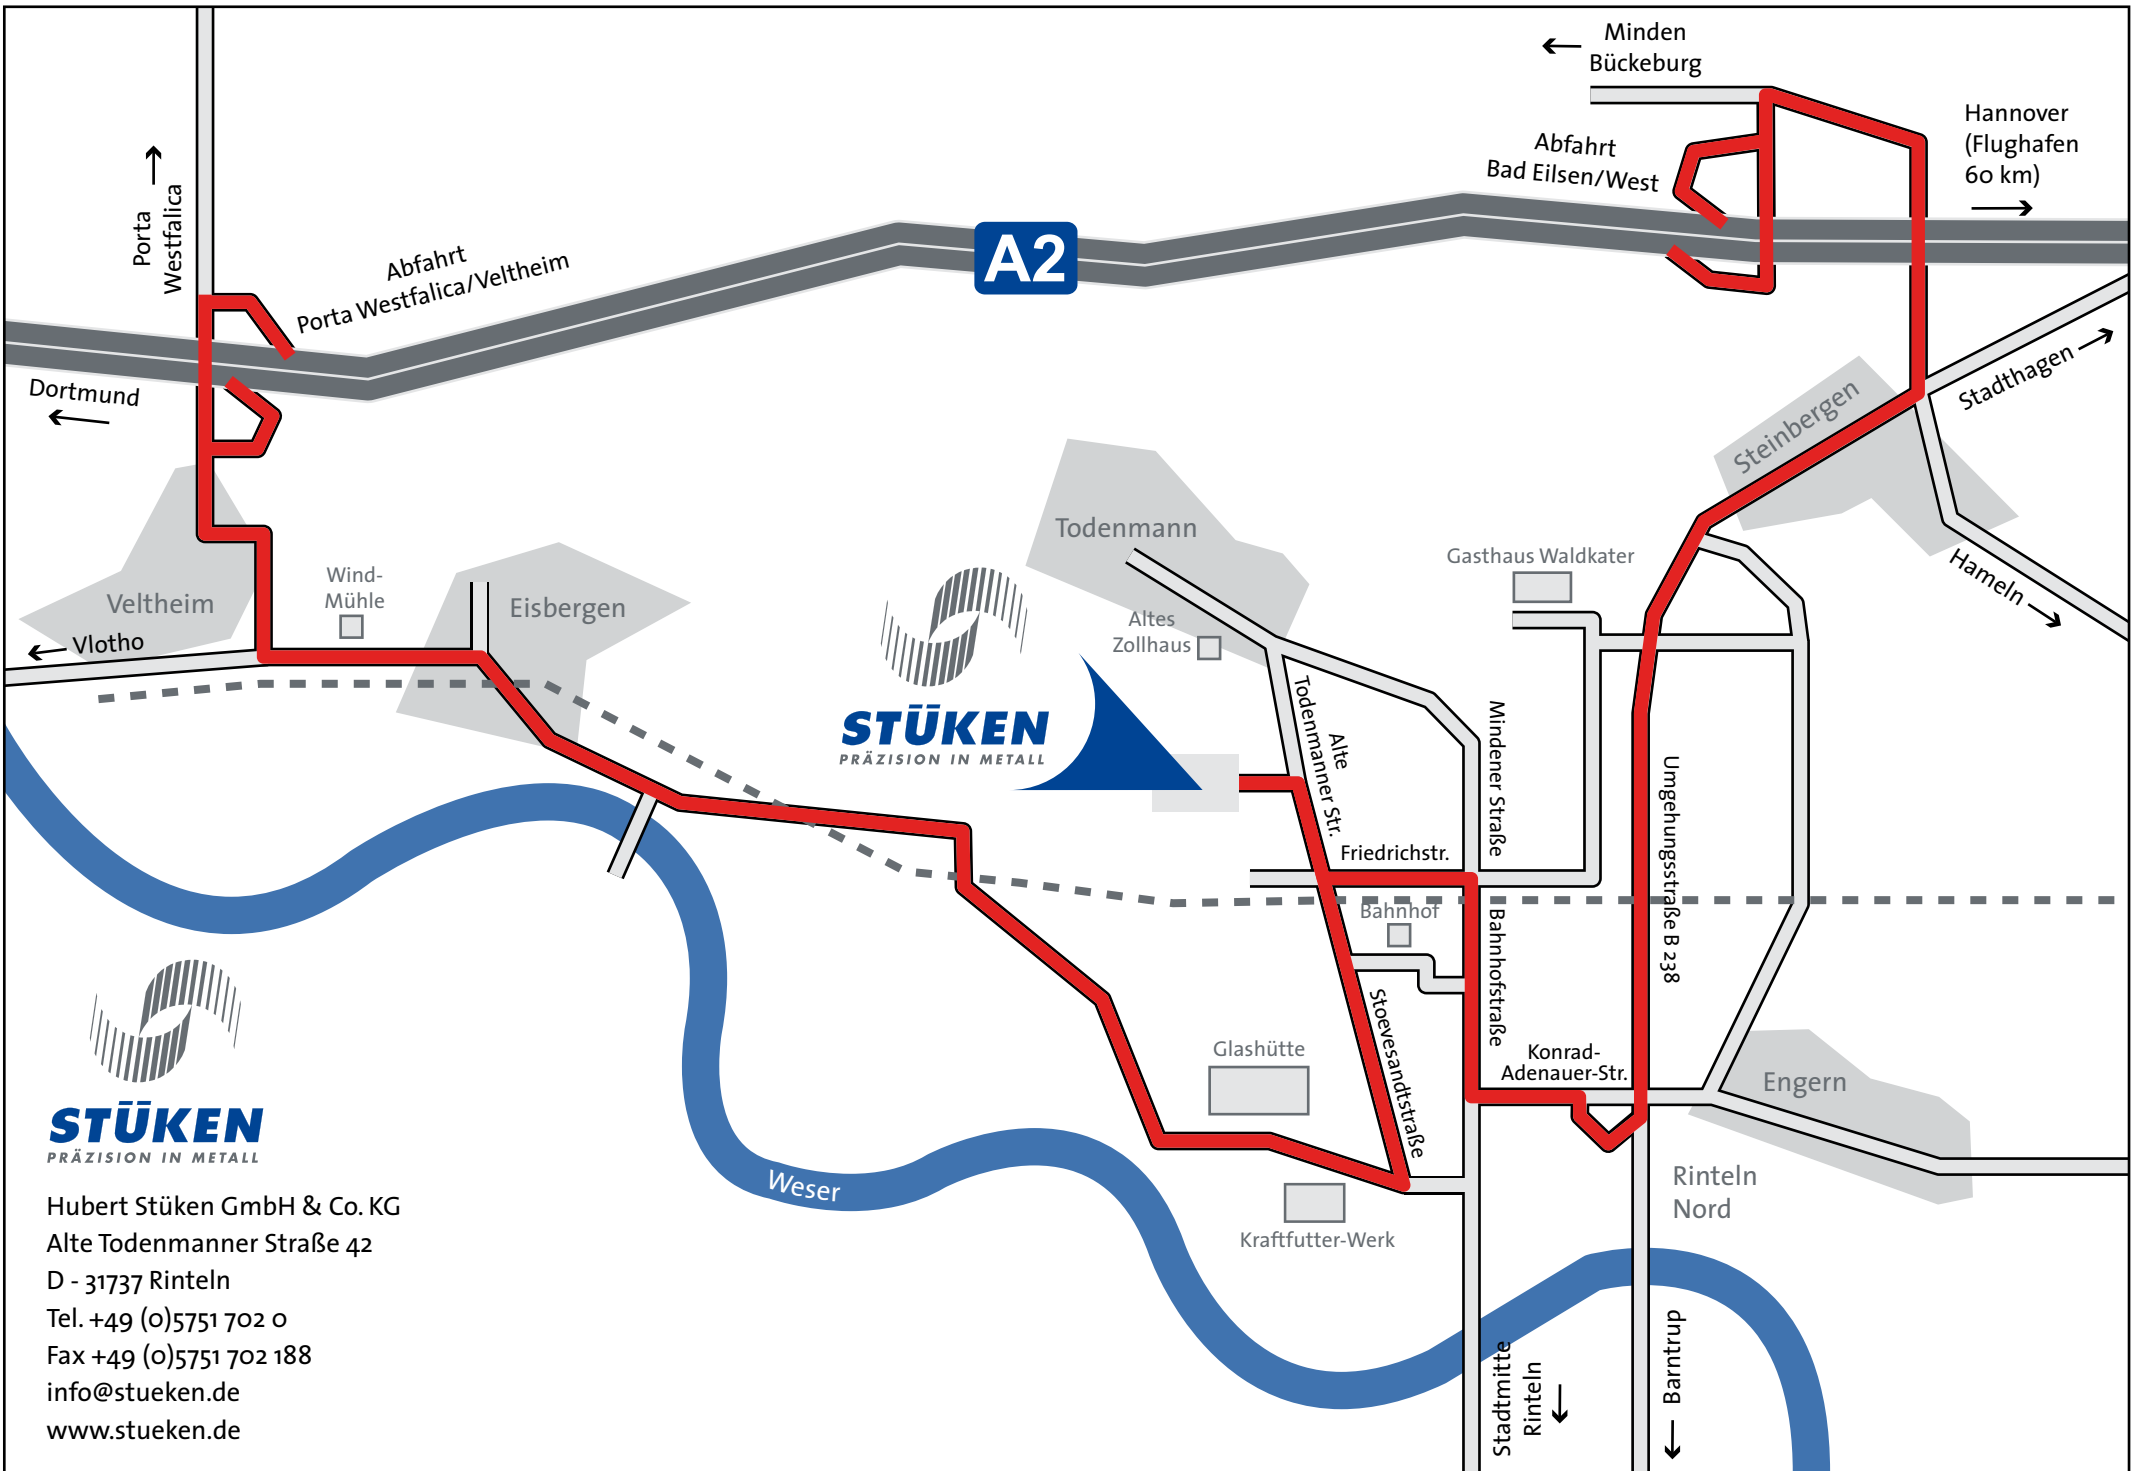 Minden
Bückeburg
Hannover
(Flughafen
60 km)
Abfahrt
Bad Eilsen/West
Porta
Westfalica
Abfahrt
Porta Westfalica/Veltheim
A2
Dortmund
Stadthagen
Steinbergen
Todenmann
Gasthaus Waldkater
Hameln
Wind-
Mühle
Veltheim
Eisbergen
Altes
Zollhaus
Vlotho
STÜKEN
PRÄZISION IN METALL
Alte
Todenmanner Str.
Mindener Straße
Umgehungsstraße B 238
Friedrichstr.
Bahnhof
Bahnhofstraße
Stoevesandtstraße
Glashütte
Konrad-
Adenauer-Str.
Engern
Weser
Rinteln
Nord
Kraftfutter-Werk
Stadtmitte
Rinteln
Barntrup
STÜKEN
PRÄZISION IN METALL
Hubert Stüken GmbH & Co. KG
Alte Todenmanner Straße 42
D - 31737 Rinteln
Tel. +49 (0)5751 702 0
Fax +49 (0)5751 702 188
info@stueken.de
www.stueken.de